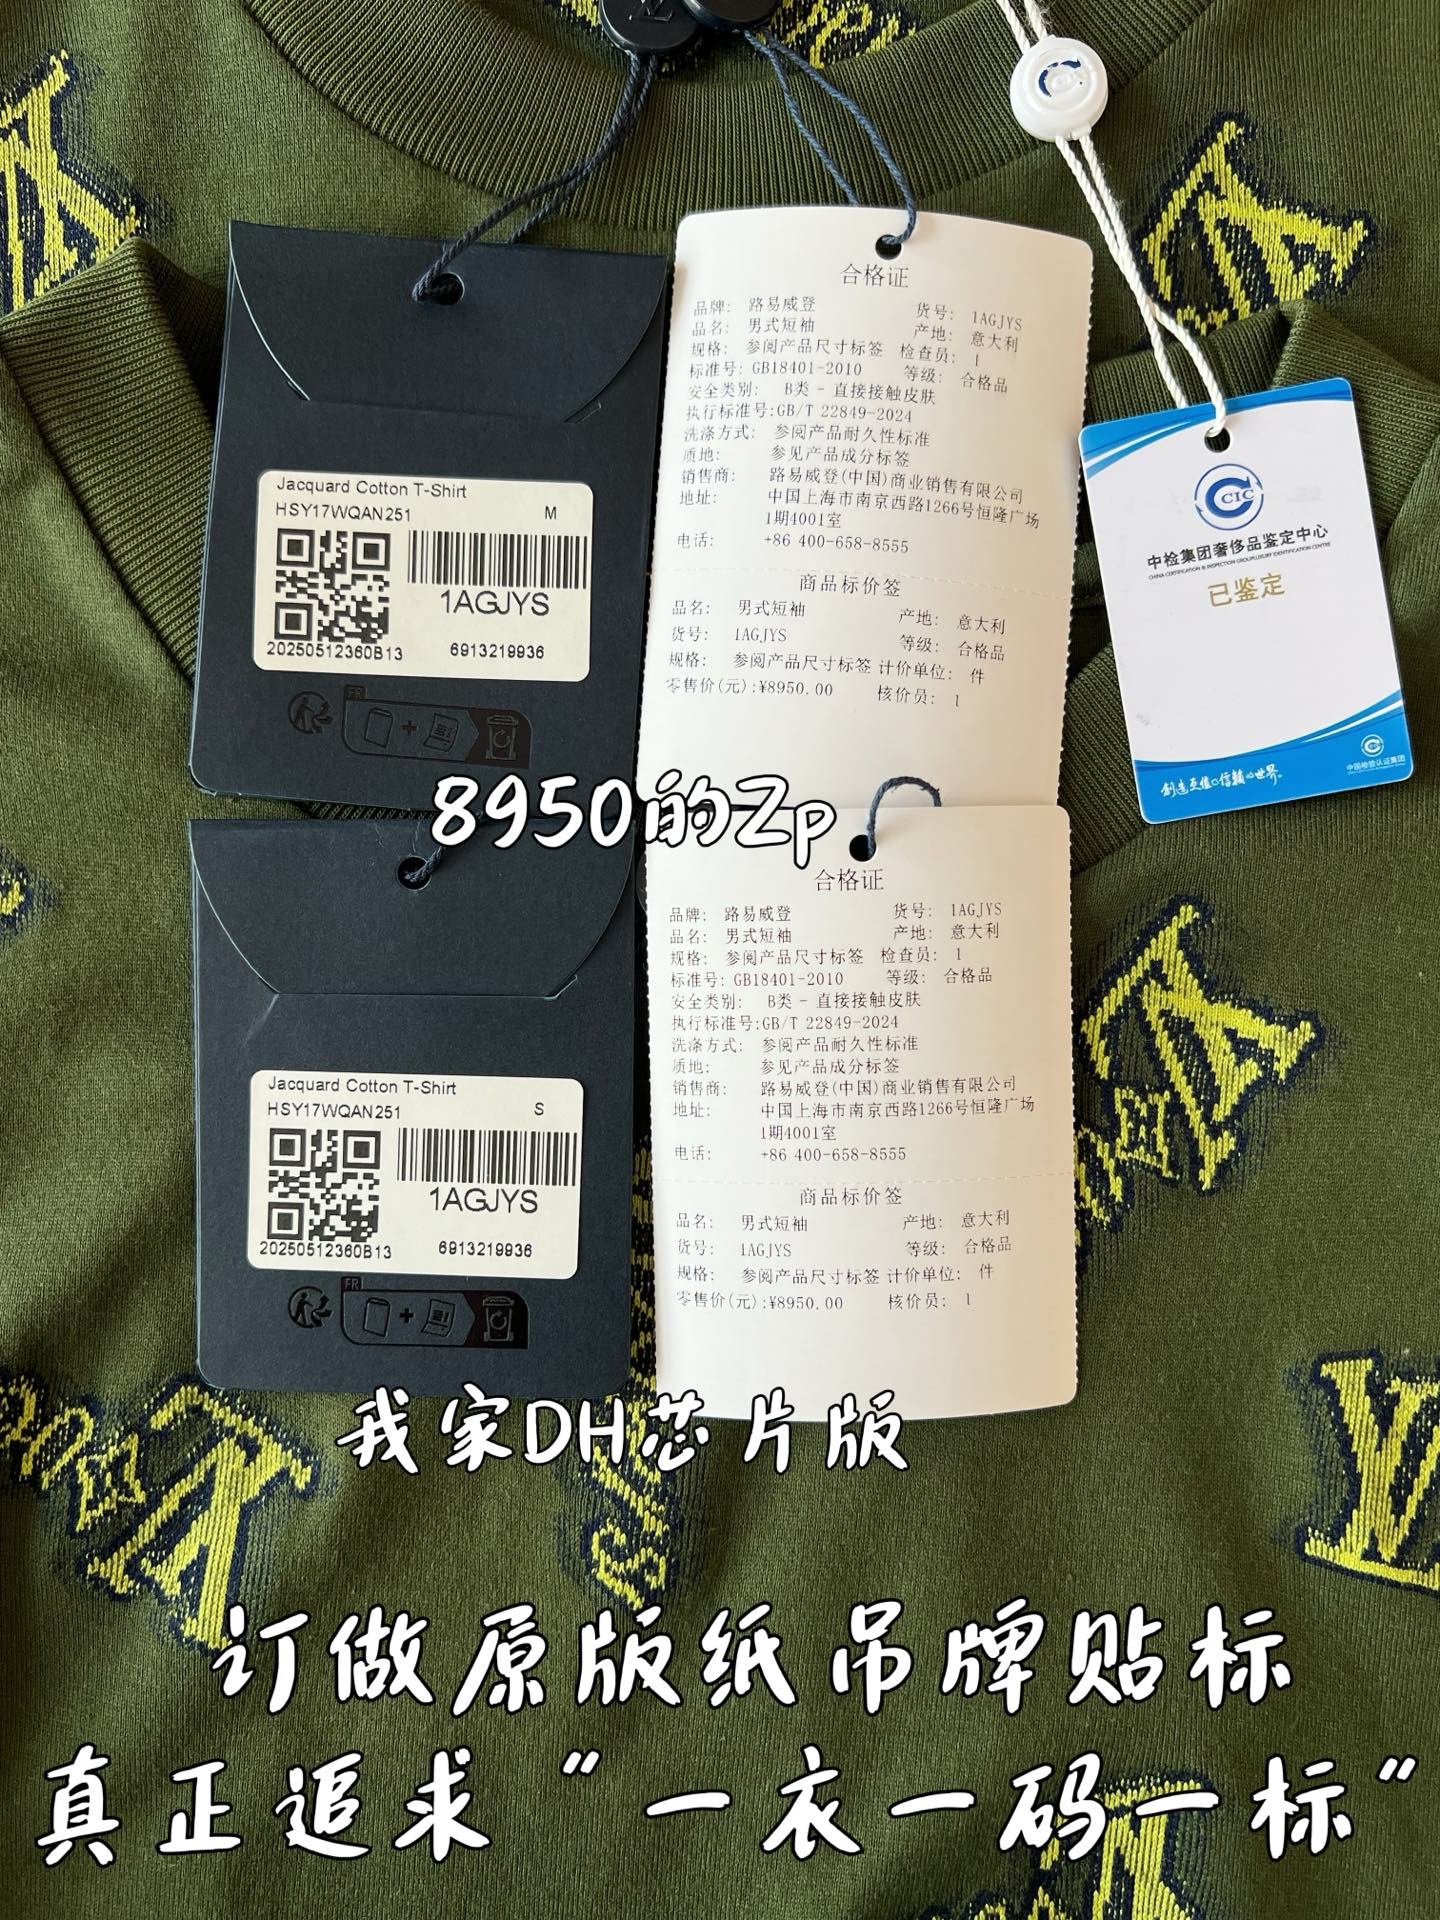 Jacquard Cotton T-Shirt
HSY17WQAN251 M
1AGJYS
20250512360B13 6913219936
FR
合格证
品牌: 路易威登 货号: 1AGJYS
品名: 男式短袖 产地: 意大利
规格: 参阅产品尺寸标签 检查员: 1
标准号: GB18401-2010 等级: 合格品
安全类别: B类 - 直接接触皮肤
执行标准号:GB/T 22849-2024
洗涤方式: 参阅产品耐久性标准
质地: 参见产品成分标签
销售商: 路易威登(中国)商业销售有限公司
地址: 中国上海市南京西路1266号恒隆广场
1期4001室
电话: +86 400-658-8555
商品标价签
品名: 男式短袖 产地: 意大利
货号: 1AGJYS 等级: 合格品
规格: 参阅产品尺寸标签 计价单位: 件
零售价(元):¥8950.00 核价员: 1
CIC
CCIC
中检集团奢侈品鉴定中心
已鉴定
中国检验认证集团
8950的Zp
Jacquard Cotton T-Shirt
HSY17WQAN251 S
1AGJYS
20250512360B13 6913219936
FR
合格证
品牌: 路易威登 货号: 1AGJYS
品名: 男式短袖 产地: 意大利
规格: 参阅产品尺寸标签 检查员: 1
标准号: GB18401-2010 等级: 合格品
安全类别: B类 - 直接接触皮肤
执行标准号:GB/T 22849-2024
洗涤方式: 参阅产品耐久性标准
质地: 参见产品成分标签
销售商: 路易威登(中国)商业销售有限公司
地址: 中国上海市南京西路1266号恒隆广场
1期4001室
电话: +86 400-658-8555
商品标价签
品名: 男式短袖 产地: 意大利
货号: 1AGJYS 等级: 合格品
规格: 参阅产品尺寸标签 计价单位: 件
零售价(元):¥8950.00 核价员: 1
我家DH芯片版
订做原版纸吊牌贴标
真正追求"一衣一码一标"